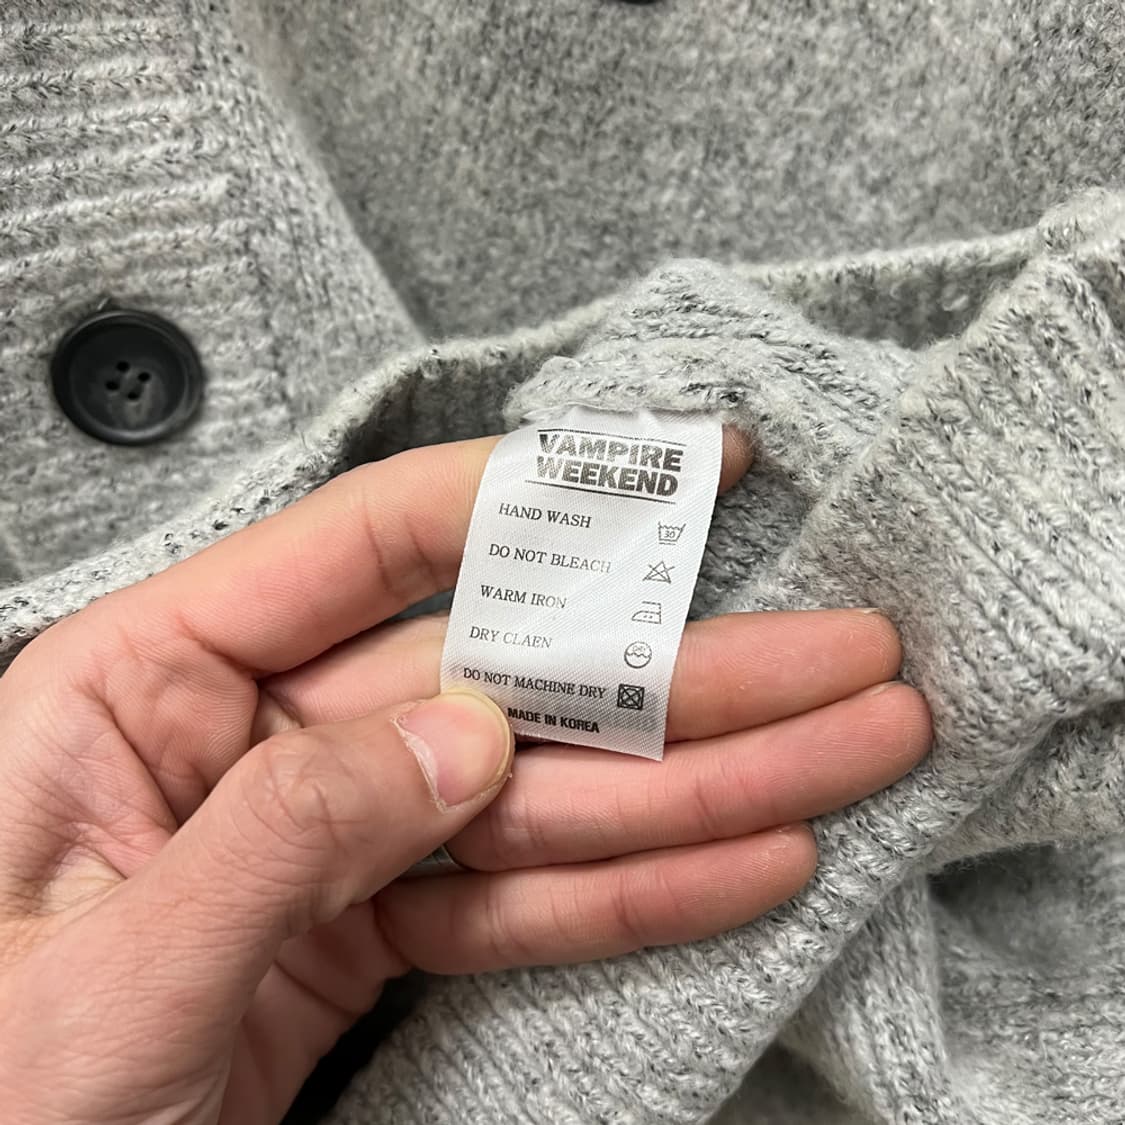 VAMPIRE
WEEKEND
HAND WASH
30
DO NOT BLEACH
WARM IRON
DRY CLAEN
DO NOT MACHINE DRY
MADE IN KOREA